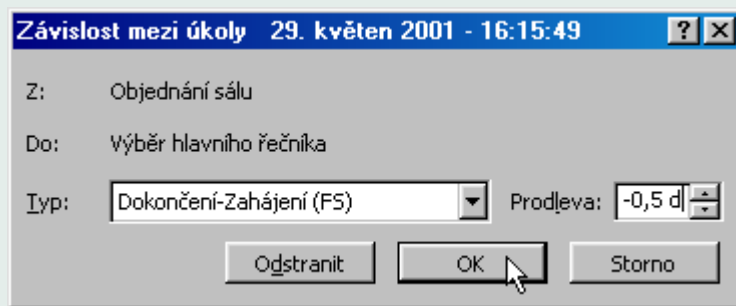 Závislost mezi úkoly 29. květen 2001 - 16:15:49
Z: Objednání sálu
Do: Výběr hlavního řečníka
Typ: Dokončení-Zahájení (FS) Prodleva: -0,5 d
Odstranit OK Storno